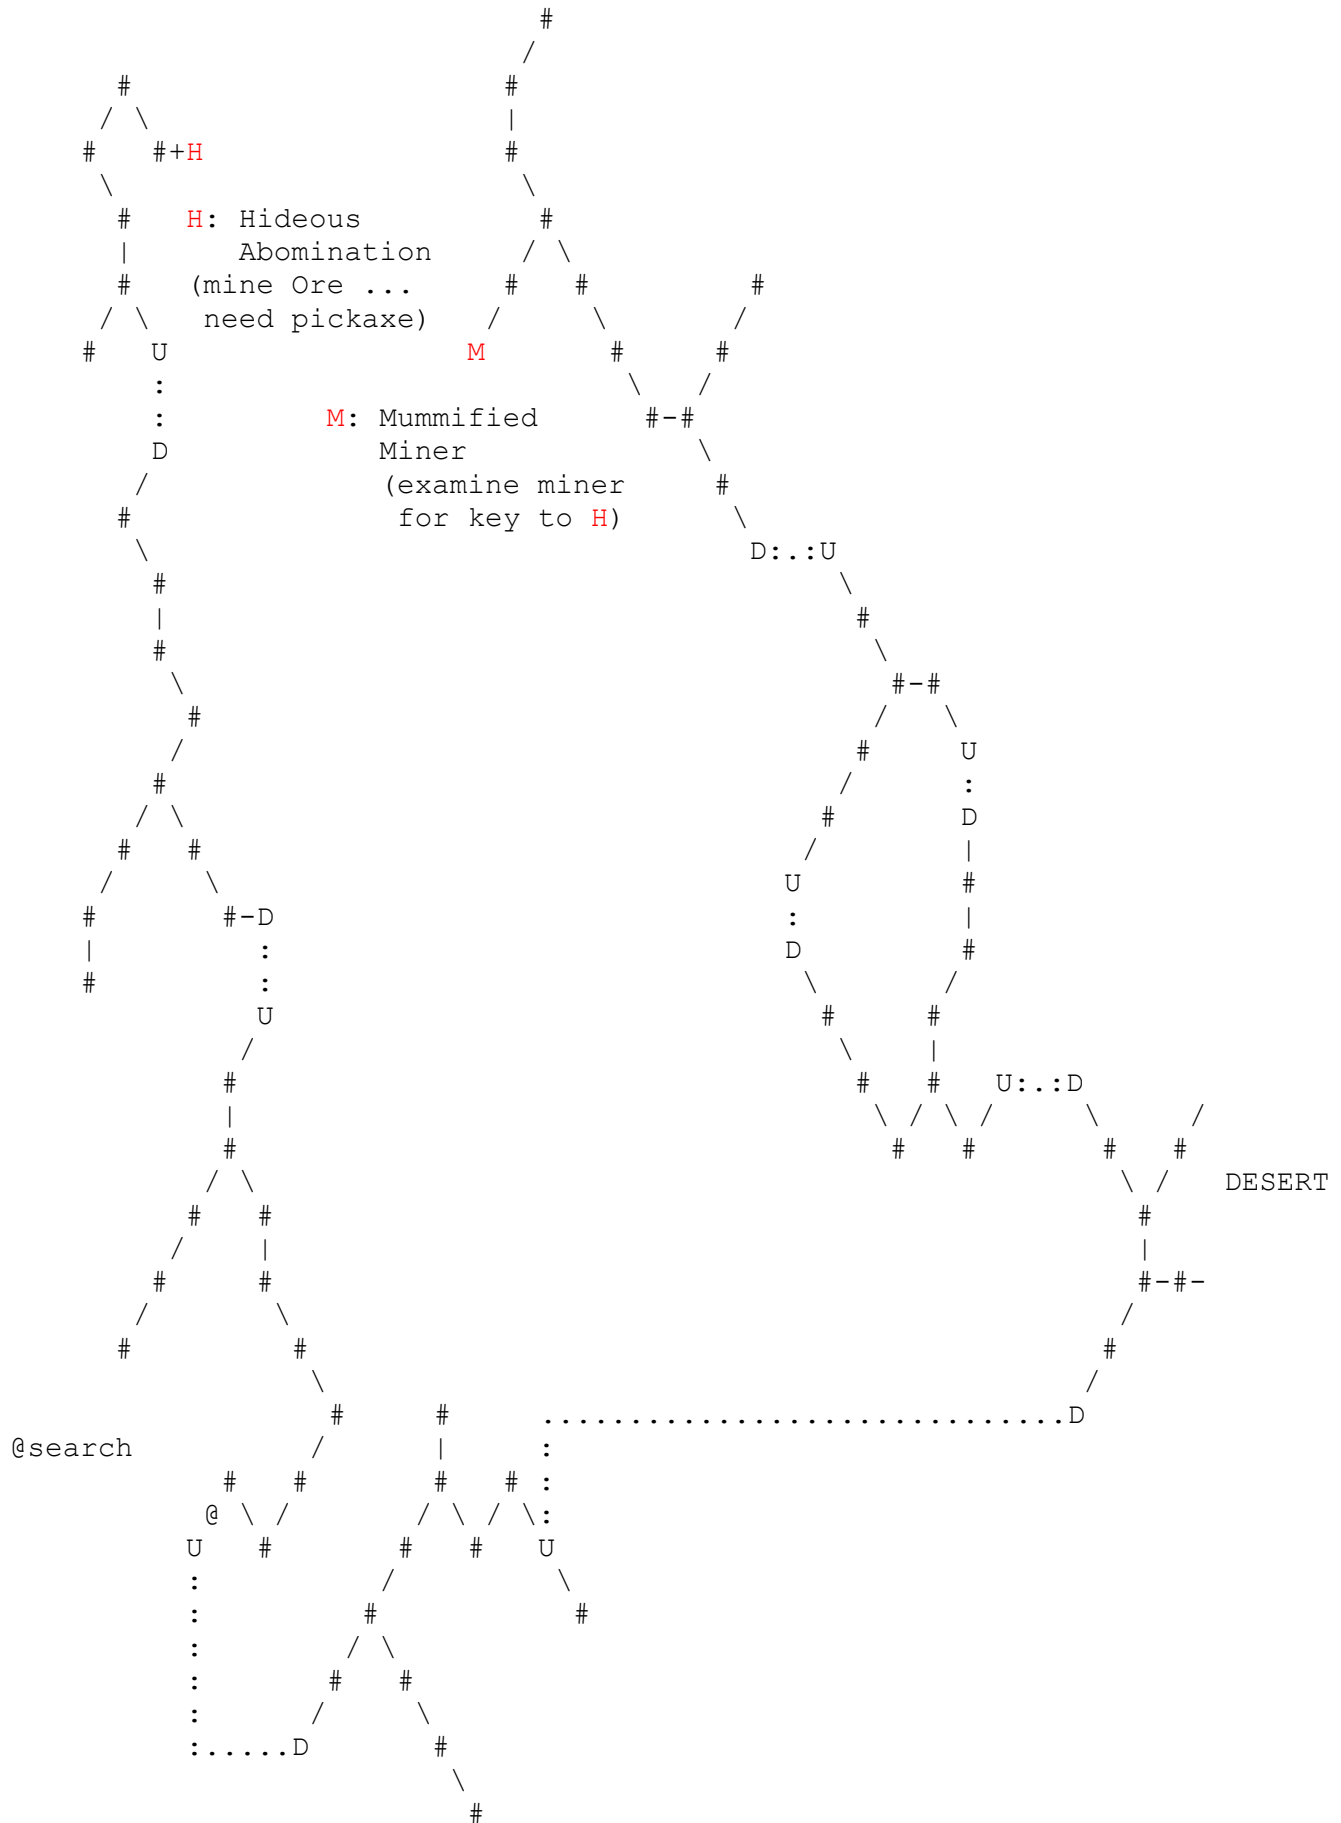 #
                             /
      #                     #
     / \                    |
    #   #+H                 #
     \                       \
      #   H: Hideous          #
      |      Abomination     / \
      #   (mine Ore ...     #   #         #
     / \   need pickaxe)   /     \       /
    #   U                 M       #     #
        :                          \   /
        :         M: Mummified      #-#
        D            Miner             \
       /             (examine miner     #
      #               for key to H)      \
       \                                  D:.:U
        #                                      \
        |                                       #
        #                                        \
         \                                        #-#
          #                                      /   \
         /                                      #     U
        #                                      /      :
       / \                                    #       D
      #   #                                  /        |
     /     \                                U         #
    #       #-D                             :         |
    |         :                             D         #
    #         :                              \       /
              U                               #     #
             /                                 \    |
            #                                   #   #   U:.:D
            |                                    \ / \ /     \     /
            #                                     #   #       #   #
           / \                                                 \ /   DESERT
          #   #                                                 #
         /    |                                                 |
        #     #                                                 #-#-
       /       \                                               /
      #         #                                             #
                 \                                           /
                  #     #     ..............................D
@search          /      |     :
            #   #       #   # :
           @ \ /       / \ / \:
          U   #       #   #   U
          :          /         \
          :         #           #
          :        / \
          :       #   #
          :      /     \
          :.....D       #
                         \
                          #